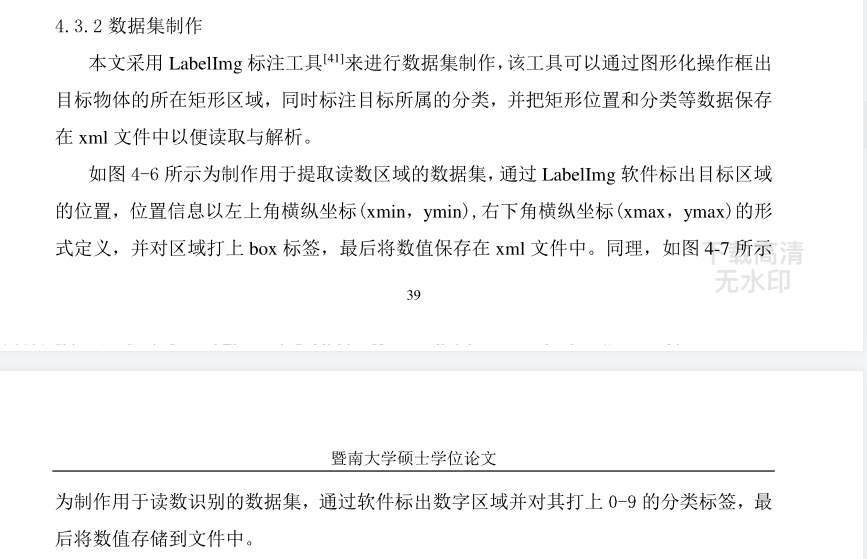 4.3.2 数据集制作
本文采用 LabelImg 标注工具[41]来进行数据集制作，该工具可以通过图形化操作框出
目标物体的所在矩形区域，同时标注目标所属的分类，并把矩形位置和分类等数据保存
在 xml 文件中以便读取与解析。
如图 4-6 所示为制作用于提取读数区域的数据集，通过 LabelImg 软件标出目标区域
的位置，位置信息以左上角横纵坐标(xmin，ymin),右下角横纵坐标(xmax，ymax)的形
式定义，并对区域打上 box 标签，最后将数值保存在 xml 文件中。同理，如图 4-7 所示
下载高清
无水印
39
暨南大学硕士学位论文
为制作用于读数识别的数据集，通过软件标出数字区域并对其打上 0-9 的分类标签，最
后将数值存储到文件中。